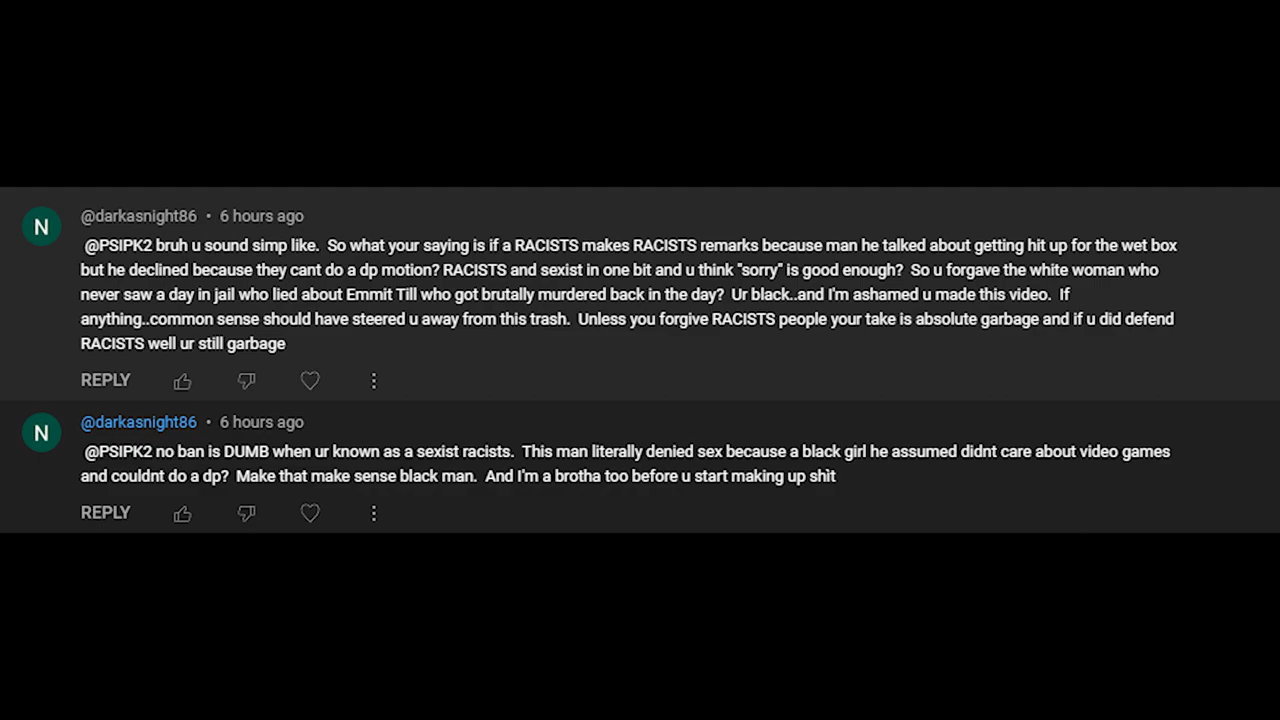 N
@darkasnight86 • 6 hours ago
@PSIPK2 bruh u sound simp like. So what your saying is if a RACISTS makes RACISTS remarks because man he talked about getting hit up for the wet box
but he declined because they cant do a dp motion? RACISTS and sexist in one bit and u think "sorry" is good enough? So u forgave the white woman who
never saw a day in jail who lied about Emmit Till who got brutally murdered back in the day? Ur black..and I'm ashamed u made this video. If
anything..common sense should have steered u away from this trash. Unless you forgive RACISTS people your take is absolute garbage and if u did defend
RACISTS well ur still garbage
REPLY
N
@darkasnight86 • 6 hours ago
@PSIPK2 no ban is DUMB when ur known as a sexist racists. This man literally denied sex because a black girl he assumed didnt care about video games
and couldnt do a dp? Make that make sense black man. And I'm a brotha too before u start making up shit
REPLY